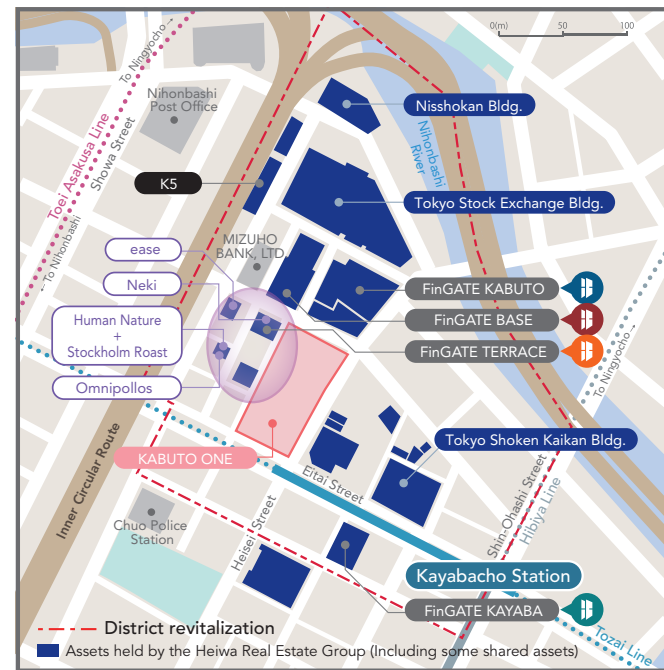 0(m) 50 100
To Ningyocho→
Nihonbashi
Post Office
Toei Asakusa Line
Showa Street
←To Nihonbashi
Nisshokan Bldg.
Nihonbashi
River
K5
Tokyo Stock Exchange Bldg.
MIZUHO
BANK, LTD.
ease
Neki
Human Nature
+
Stockholm Roast
Omnipollos
FinGATE KABUTO
FinGATE BASE
FinGATE TERRACE
To Ningyocho→
KABUTO ONE
Tokyo Shoken Kaikan Bldg.
Inner Circular Route
Eitai Street
Chuo Police
Station
Heisei Street
Shin-Ohashi Street
Hibiya Line
Kayabacho Station
FinGATE KAYABA
Tozai Line
District revitalization
Assets held by the Heiwa Real Estate Group (Including some shared assets)